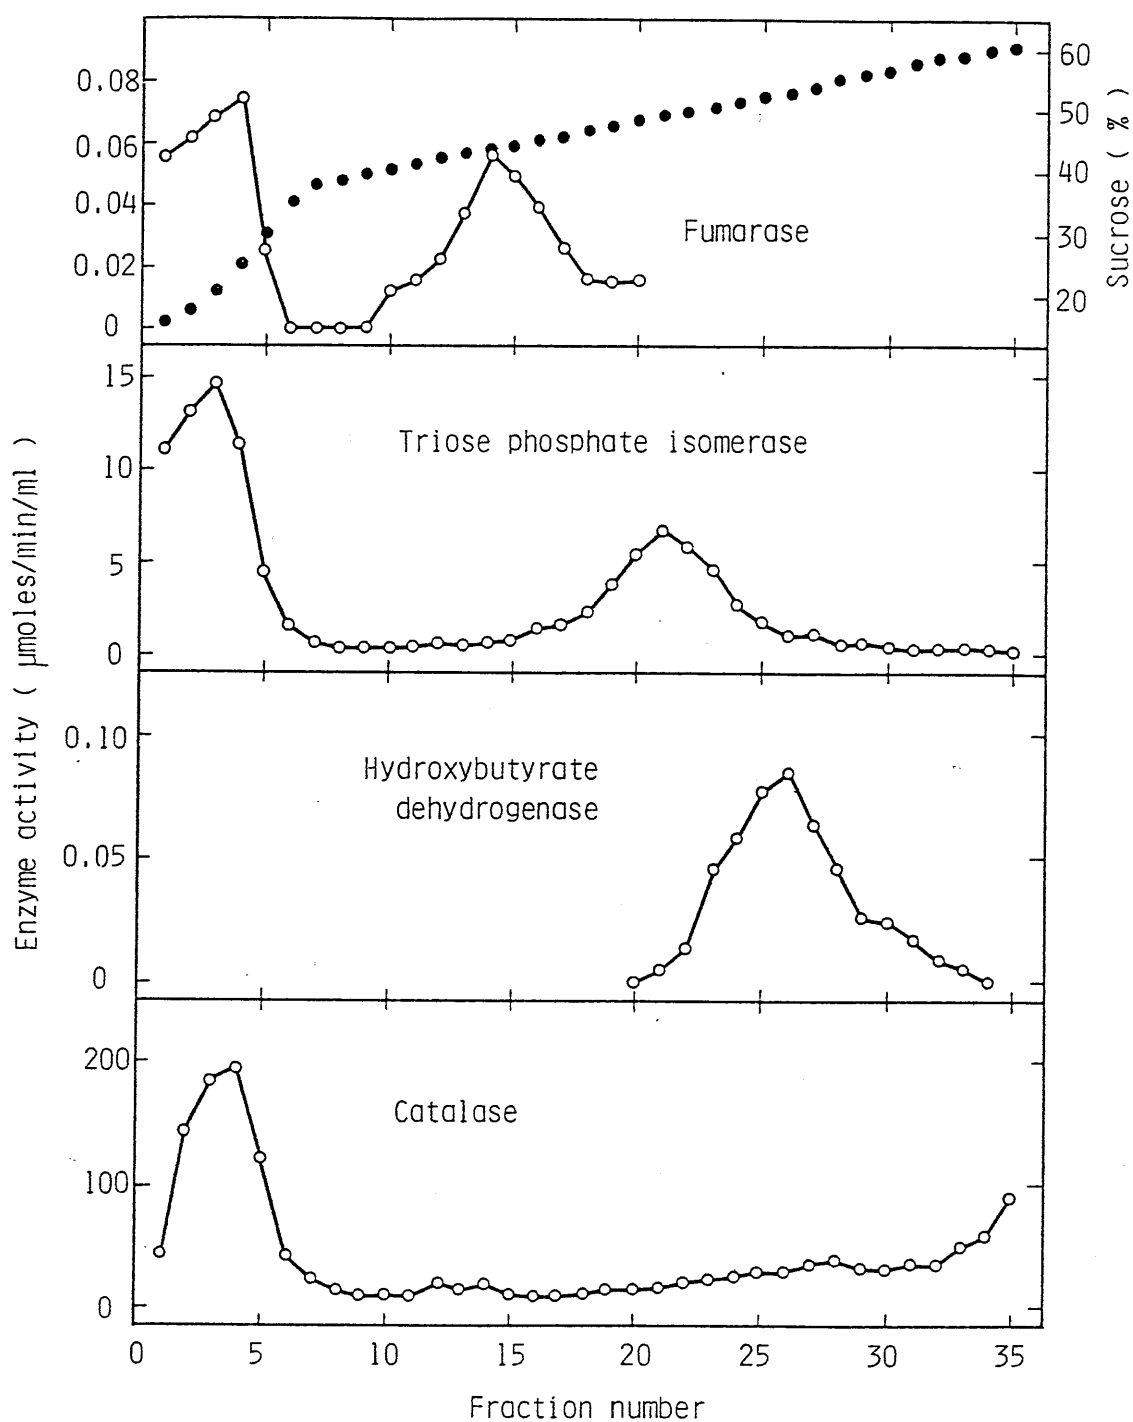 0.08
0.06
0.04
0.02
0
60
50
40
30
20
Sucrose ( % )
Fumarase
15
10
5
0
Triose phosphate isomerase
Enzyme activity ( μmoles/min/ml )
0.10
0.05
0
Hydroxybutyrate
dehydrogenase
200
100
0
Catalase
0 5 10 15 20 25 30 35
Fraction number